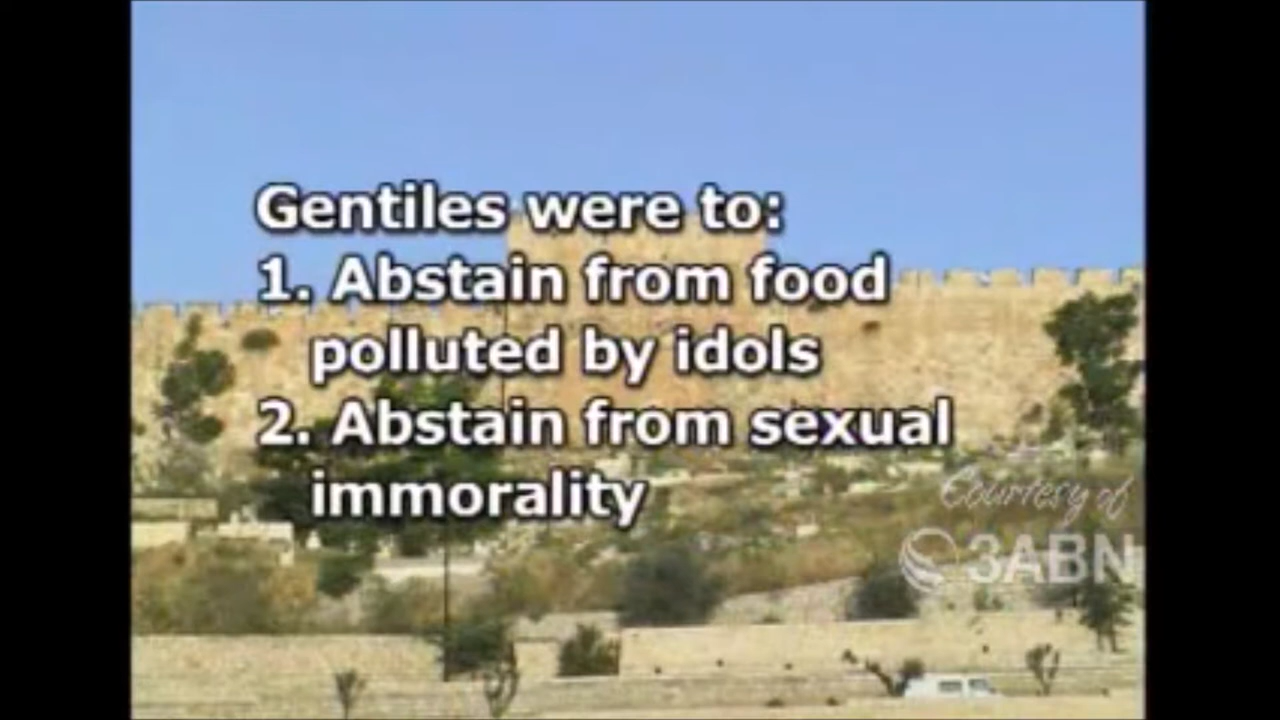 Gentiles were to:
1. Abstain from food
polluted by idols
2. Abstain from sexual
immorality
Courtesy of
3ABN